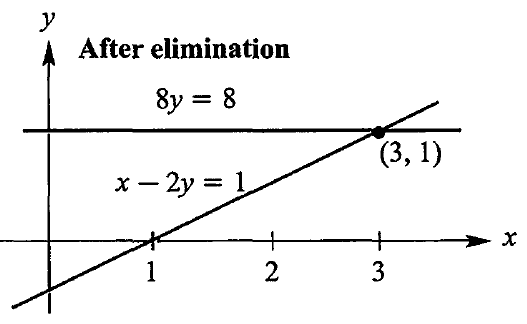 y
After elimination
8y = 8
(3, 1)
x − 2y = 1
x
1 2 3